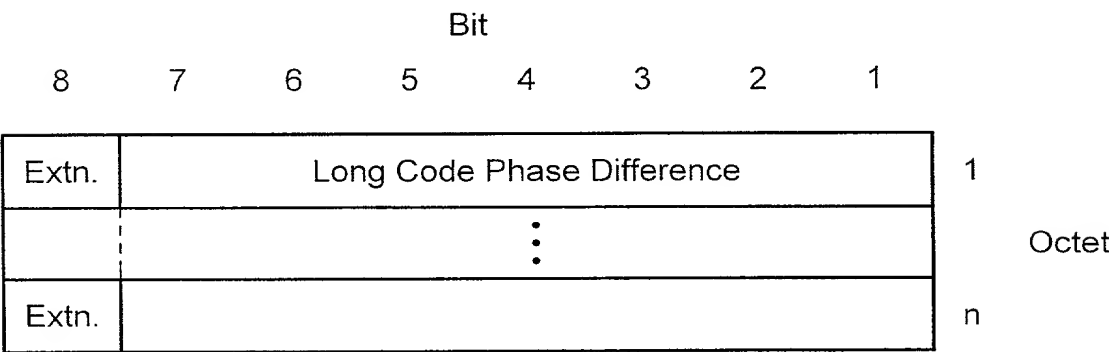 Bit
8 7 6 5 4 3 2 1
Extn. Long Code Phase Difference 1
Octet
Extn. n